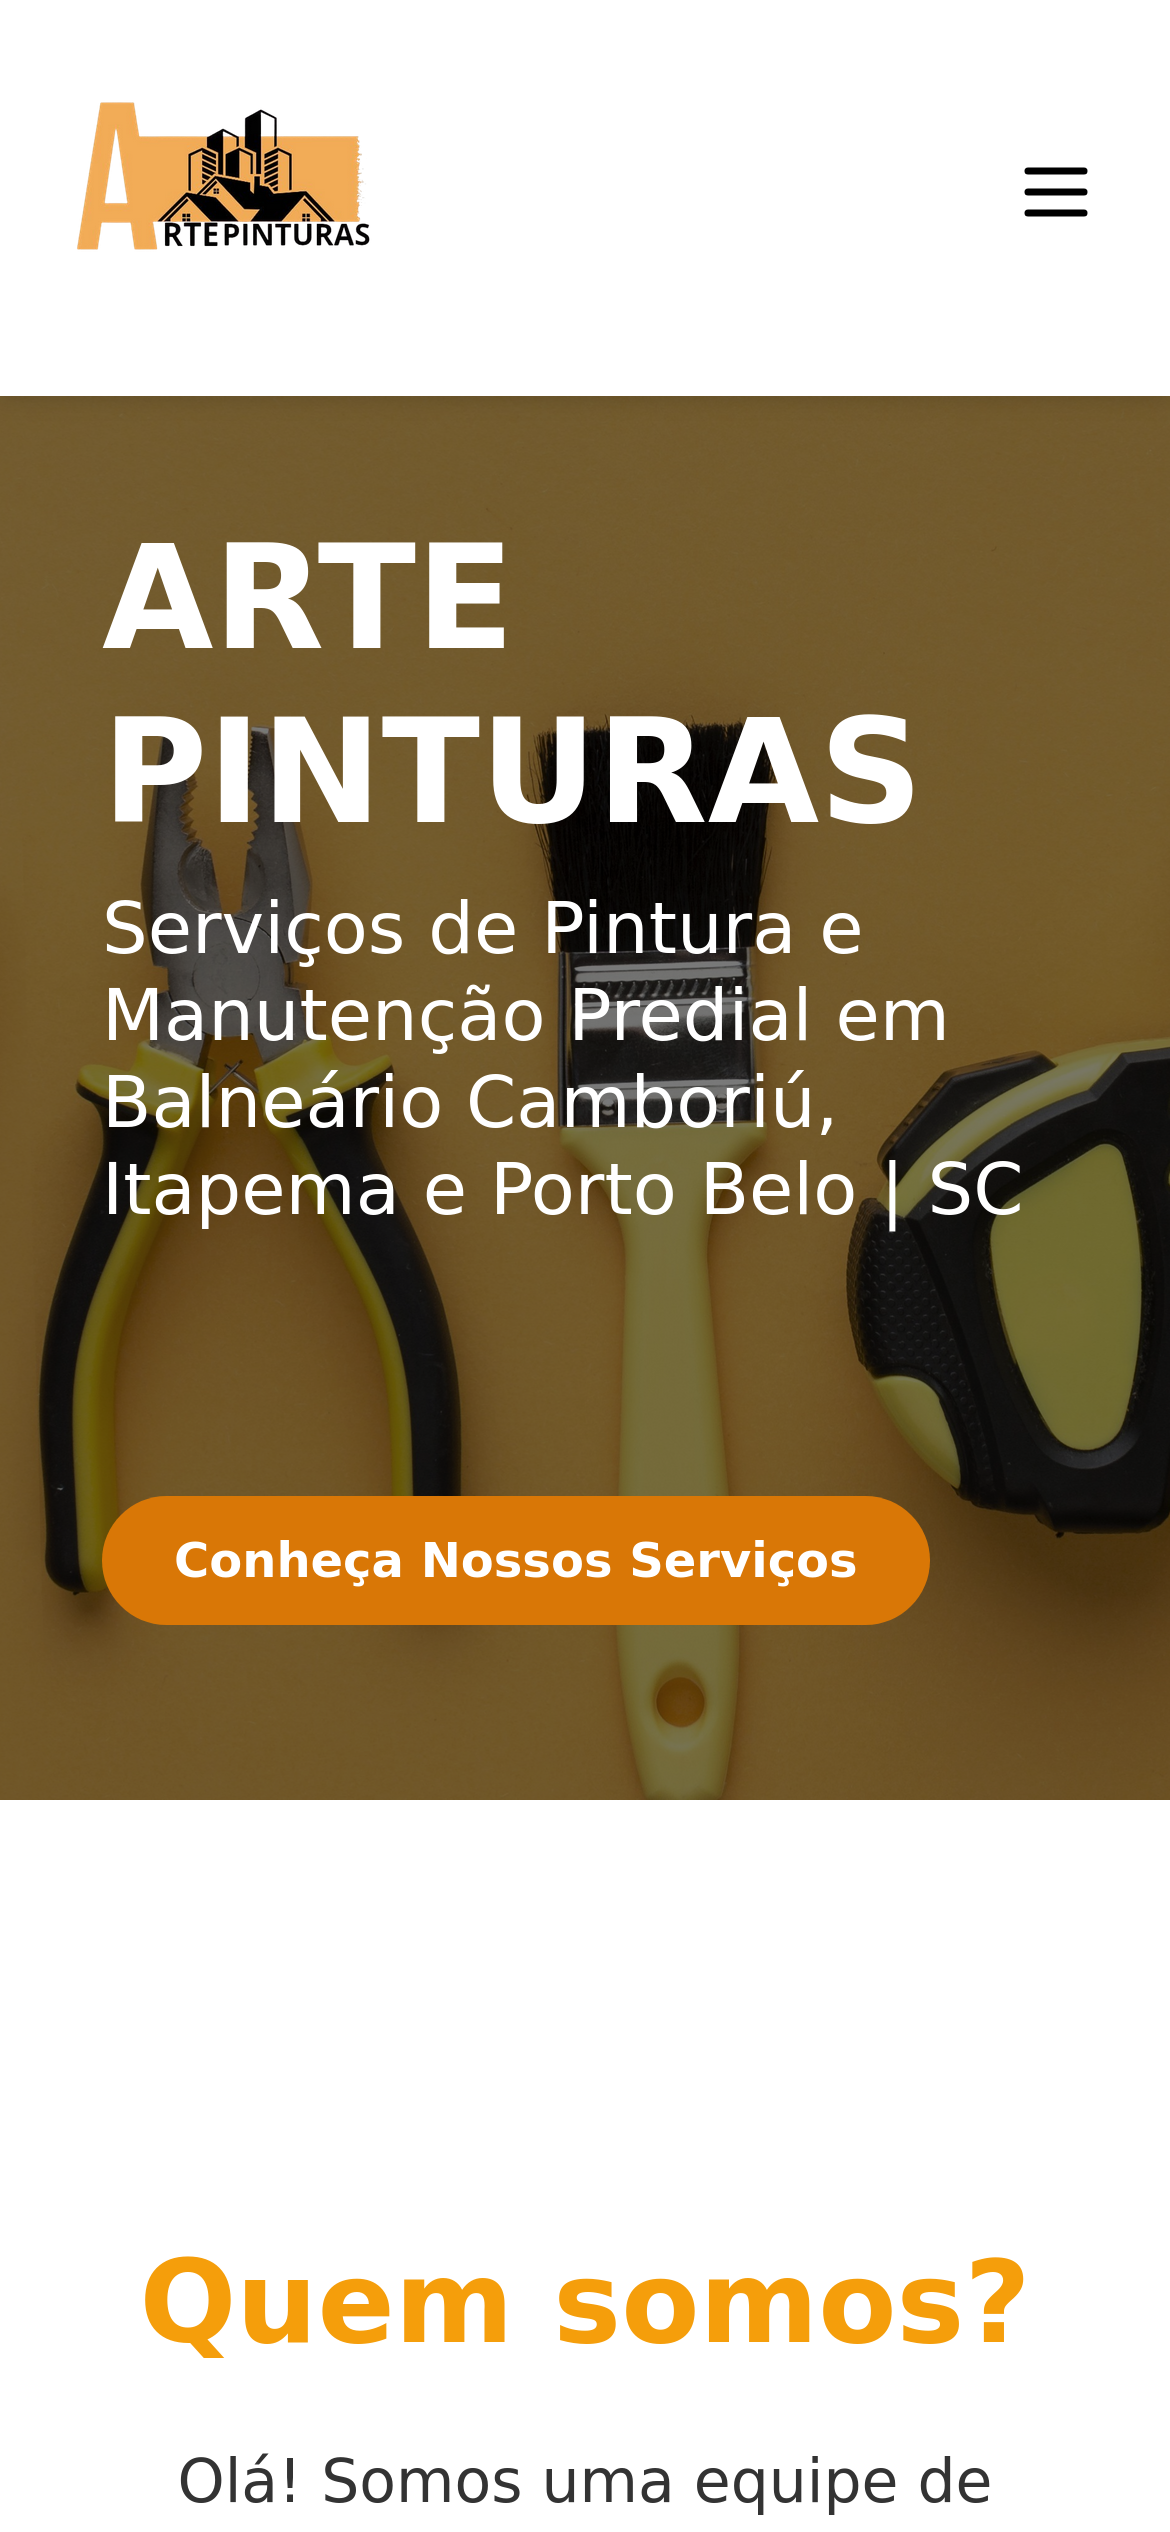 ARTEPINTURAS
ARTE
PINTURAS
Serviços de Pintura e
Manutenção Predial em
Balneário Camboriú,
Itapema e Porto Belo | SC
Conheça Nossos Serviços
Quem somos?
Olá! Somos uma equipe de